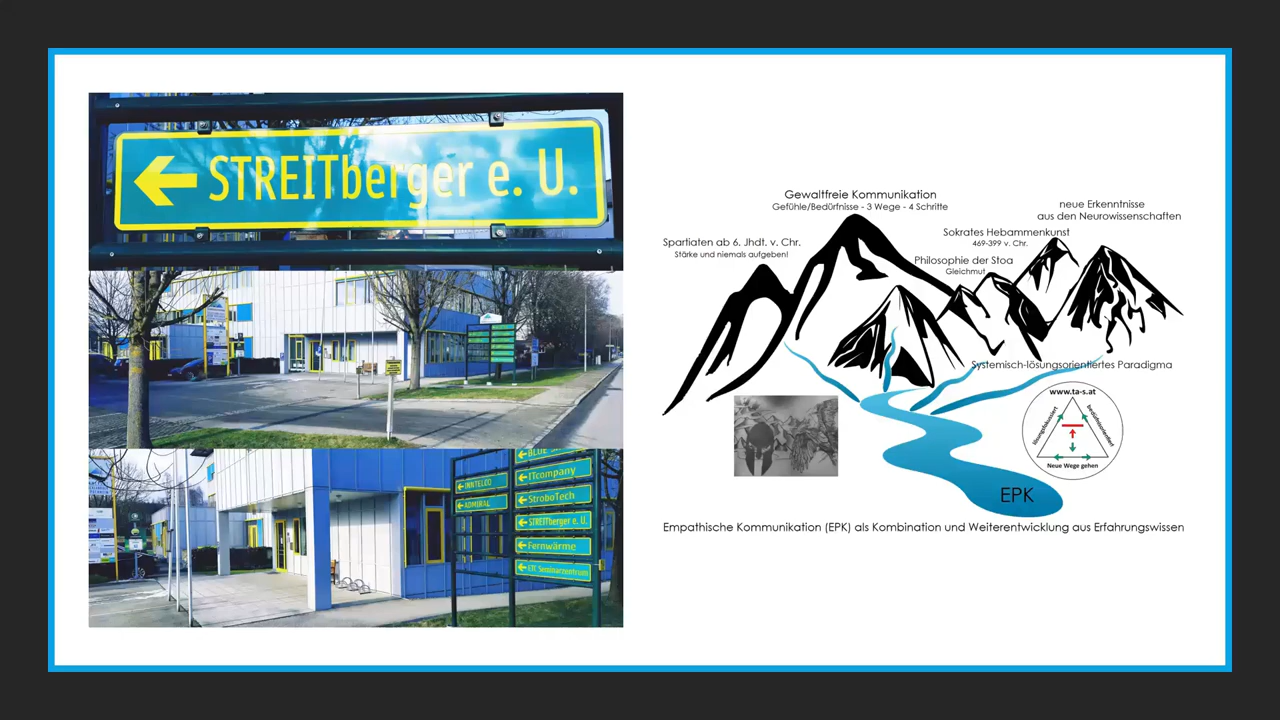 STREITberger e. U.
INNTELCO
ADMIRAL
ITcompany
StroboTech
STREITberger e. U.
Fernwärme
ETC Seminarzentrum
Gewaltfreie Kommunikation
Gefühle/Bedürfnisse - 3 Wege - 4 Schritte
neue Erkenntnisse
aus den Neurowissenschaften
Sokrates Hebammenkunst
469-399 v. Chr.
Spartiaten ab 6. Jhdt. v. Chr.
Stärke und niemals aufgeben!
Philosophie der Stoa
Gleichmut
Systemisch-lösungsorientiertes Paradigma
www.ta-s.at
lösungsfokussiert
bedürfnisorientiert
Neue Wege gehen
EPK
Empathische Kommunikation (EPK) als Kombination und Weiterentwicklung aus Erfahrungswissen